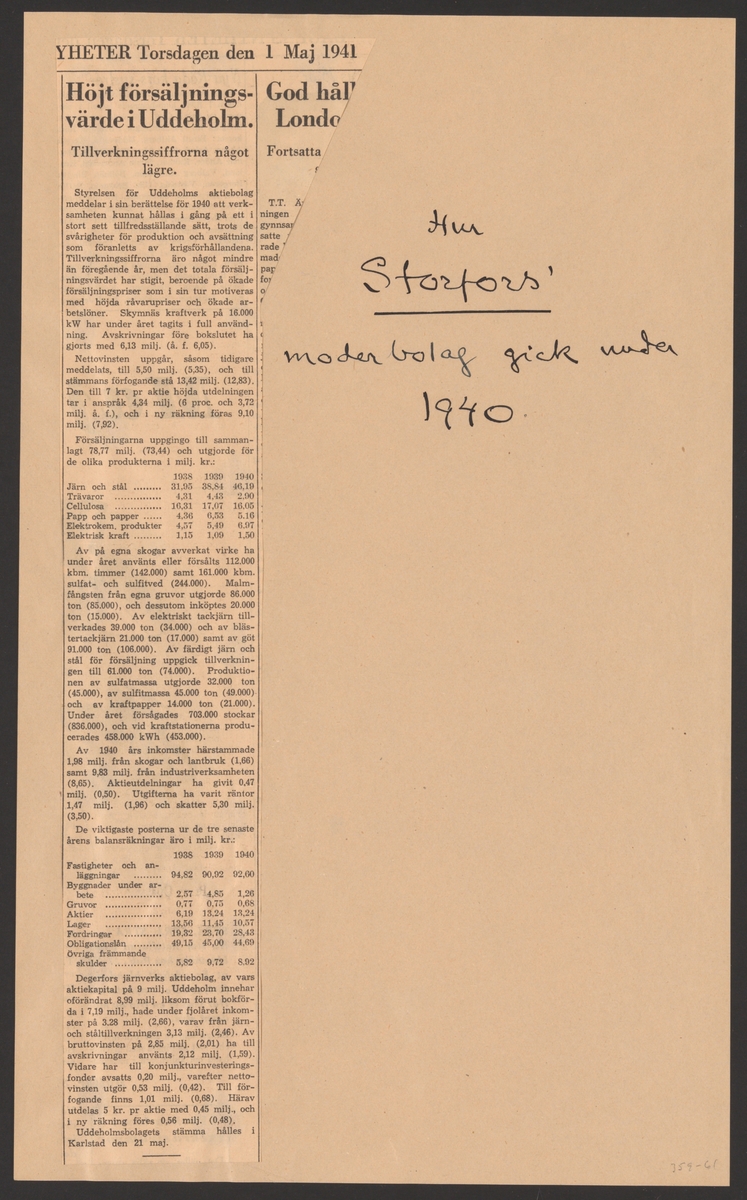 YHETER Torsdagen den 1 Maj 1941
Höjt försäljnings-
värde i Uddeholm.
Tillverkningssiffrorna något
lägre.
Styrelsen för Uddeholms aktiebolag
meddelar i sin berättelse för 1940 att verk-
samheten kunnat hållas i gång på ett i
stort sett tillfredsställande sätt, trots de
svårigheter för produktion och avsättning
som föranletts av krigsförhållandena.
Tillverkningssiffrorna äro något mindre
än föregående år, men det totala försälj-
ningsvärdet har stigit, beroende på ökade
försäljningspriser som i sin tur motiveras
med höjda råvarupriser och ökade ar-
betslöner. Skymnäs kraftverk på 16.000
kW har under året tagits i full använd-
ning. Avskrivningar före bokslutet ha
gjorts med 6,13 milj. (å. f. 6,05).
Nettovinsten uppgår, såsom tidigare
meddelats, till 5,50 milj. (5,35), och till
stämmans förfogande stå 13,42 milj. (12,83).
Den till 7 kr. pr aktie höjda utdelningen
tar i anspråk 4,34 milj. (6 proc. och 3,72
milj. å. f.), och i ny räkning föras 9,10
milj. (7,92).
Försäljningarna uppgingo till samman-
lagt 78,77 milj. (73,44) och utgjorde för
de olika produkterna i milj. kr.:
1938 1939 1940
Järn och stål ......... 31,95 38,84 46,19
Trävaror ............... 4,31 4,43 2,90
Cellulosa ............... 16,31 17,07 16,05
Papp och papper ...... 4,36 6,53 5,16
Elektrokem. produkter 4,57 5,49 6,97
Elektrisk kraft ......... 1,15 1,09 1,50
Av på egna skogar avverkat virke ha
under året använts eller försålts 112.000
kbm. timmer (142.000) samt 161.000 kbm.
sulfat- och sulfitved (244.000). Malm-
fångsten från egna gruvor utgjorde 86.000
ton (85.000), och dessutom inköptes 20.000
ton (15.000). Av elektriskt tackjärn till-
verkades 39.000 ton (34.000) och av bläs-
tertackjärn 21.000 ton (17.000) samt av göt
91.000 ton (106.000). Av färdigt järn och
stål för försäljning uppgick tillverknin-
gen till 61.000 ton (74.000). Produktio-
nen av sulfatmassa utgjorde 32.000 ton
(45.000), av sulfitmassa 45.000 ton (49.000)
och av kraftpapper 14.000 ton (21.000).
Under året försågades 703.000 stockar
(836.000), och vid kraftstationerna produ-
cerades 458.000 kWh (453.000).
Av 1940 års inkomster härstammade
1,98 milj. från skogar och lantbruk (1,66)
samt 9,83 milj. från industriverksamheten
(8,65). Aktieutdelningar ha givit 0,47
milj. (0,50). Utgifterna ha varit räntor
1,47 milj. (1,96) och skatter 5,30 milj.
(3,50).
De viktigaste posterna ur de tre senaste
årens balansräkningar äro i milj. kr.:
1938 1939 1940
Fastigheter och an-
läggningar ......... 94,82 90,92 92,60
Byggnader under ar-
bete .................. 2,57 4,85 1,26
Gruvor .................. 0,77 0,75 0,68
Aktier .................. 6,19 13,24 13,24
Lager .................. 13,56 11,45 10,57
Fordringar ............ 19,32 23,70 28,43
Obligationslån ......... 49,15 45,00 44,69
Övriga främmande
skulder ............... 5,82 9,72 8,92
Degerfors järnverks aktiebolag, av vars
aktiekapital på 9 milj. Uddeholm innehar
oförändrat 8,99 milj. liksom förut bokför-
da i 7,19 milj., hade under fjolåret inkom-
ster på 3,28 milj. (2,66), varav från järn-
och ståltillverkningen 3,13 milj. (2,46). Av
bruttovinsten på 2,85 milj. (2,01) ha till
avskrivningar använts 2,12 milj. (1,59).
Vidare har till konjunkturinvesterings-
fonder avsatts 0,20 milj., varefter netto-
vinsten utgör 0,53 milj. (0,42). Till för-
fogande finns 1,01 milj. (0,68). Härav
utdelas 5 kr. pr aktie med 0,45 milj., och
i ny räkning föres 0,56 milj. (0,48).
Uddeholmsbolagets stämma hålles i
Karlstad den 21 maj.
God håll
Londo
Fortsatta
T.T.
ningen
gynnsar
satte
rade
mad
pap
for
Hur
Storfors'
moderbolag gick under
1940.
359-61